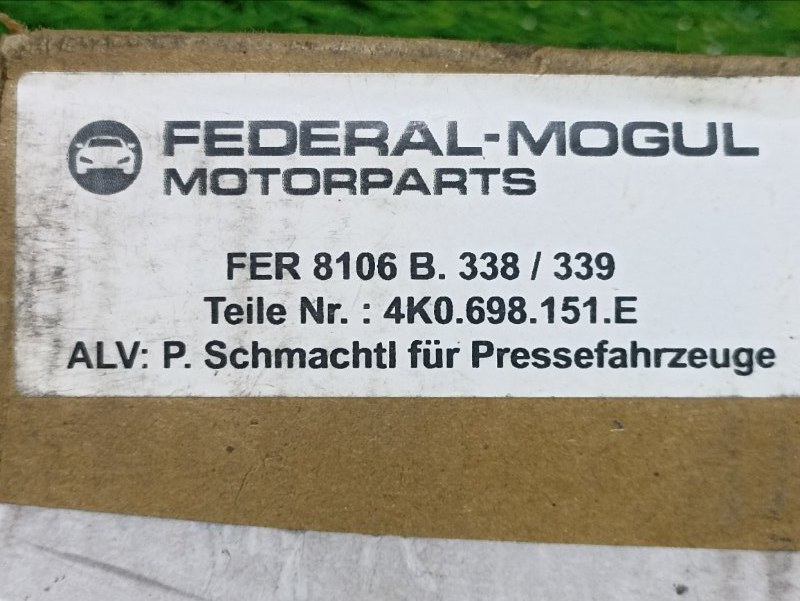 FEDERAL-MOGUL
MOTORPARTS
FER 8106 B. 338 / 339
Teile Nr. : 4K0.698.151.E
ALV: P. Schmachtl für Pressefahrzeuge